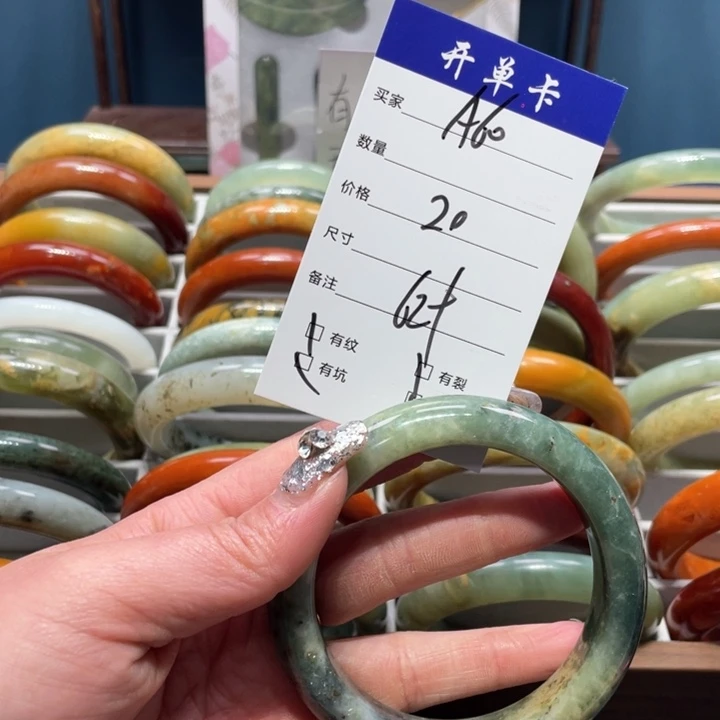 开单卡
买家 A60
数量
价格 20
尺寸
备注
有纹
有坑
有裂
有